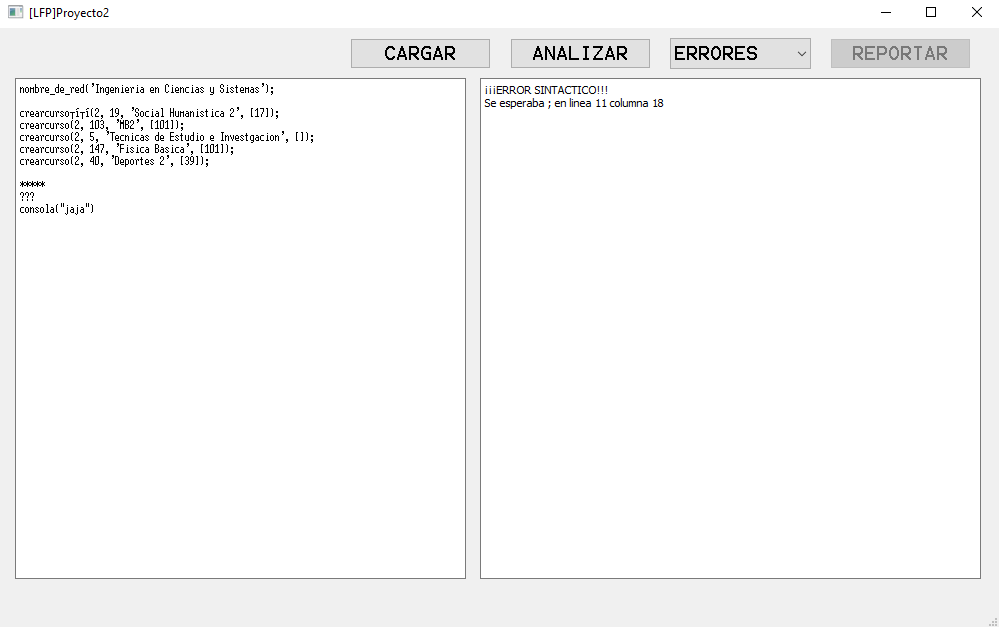 [LFP]Proyecto2
CARGAR
ANALIZAR
ERRORES
REPORTAR
nombre_de_red('Ingenieria en Ciencias y Sistemas');
crearcurso┬í┬í(2, 19, 'Social Humanistica 2', [17]);
crearcurso(2, 103, 'MB2', [101]);
crearcurso(2, 5, 'Tecnicas de Estudio e Investgacion', []);
crearcurso(2, 147, 'Fisica Basica', [101]);
crearcurso(2, 40, 'Deportes 2', [39]);
*****
???
consola("jaja")
¡¡¡ERROR SINTACTICO!!!
Se esperaba ; en linea 11 columna 18